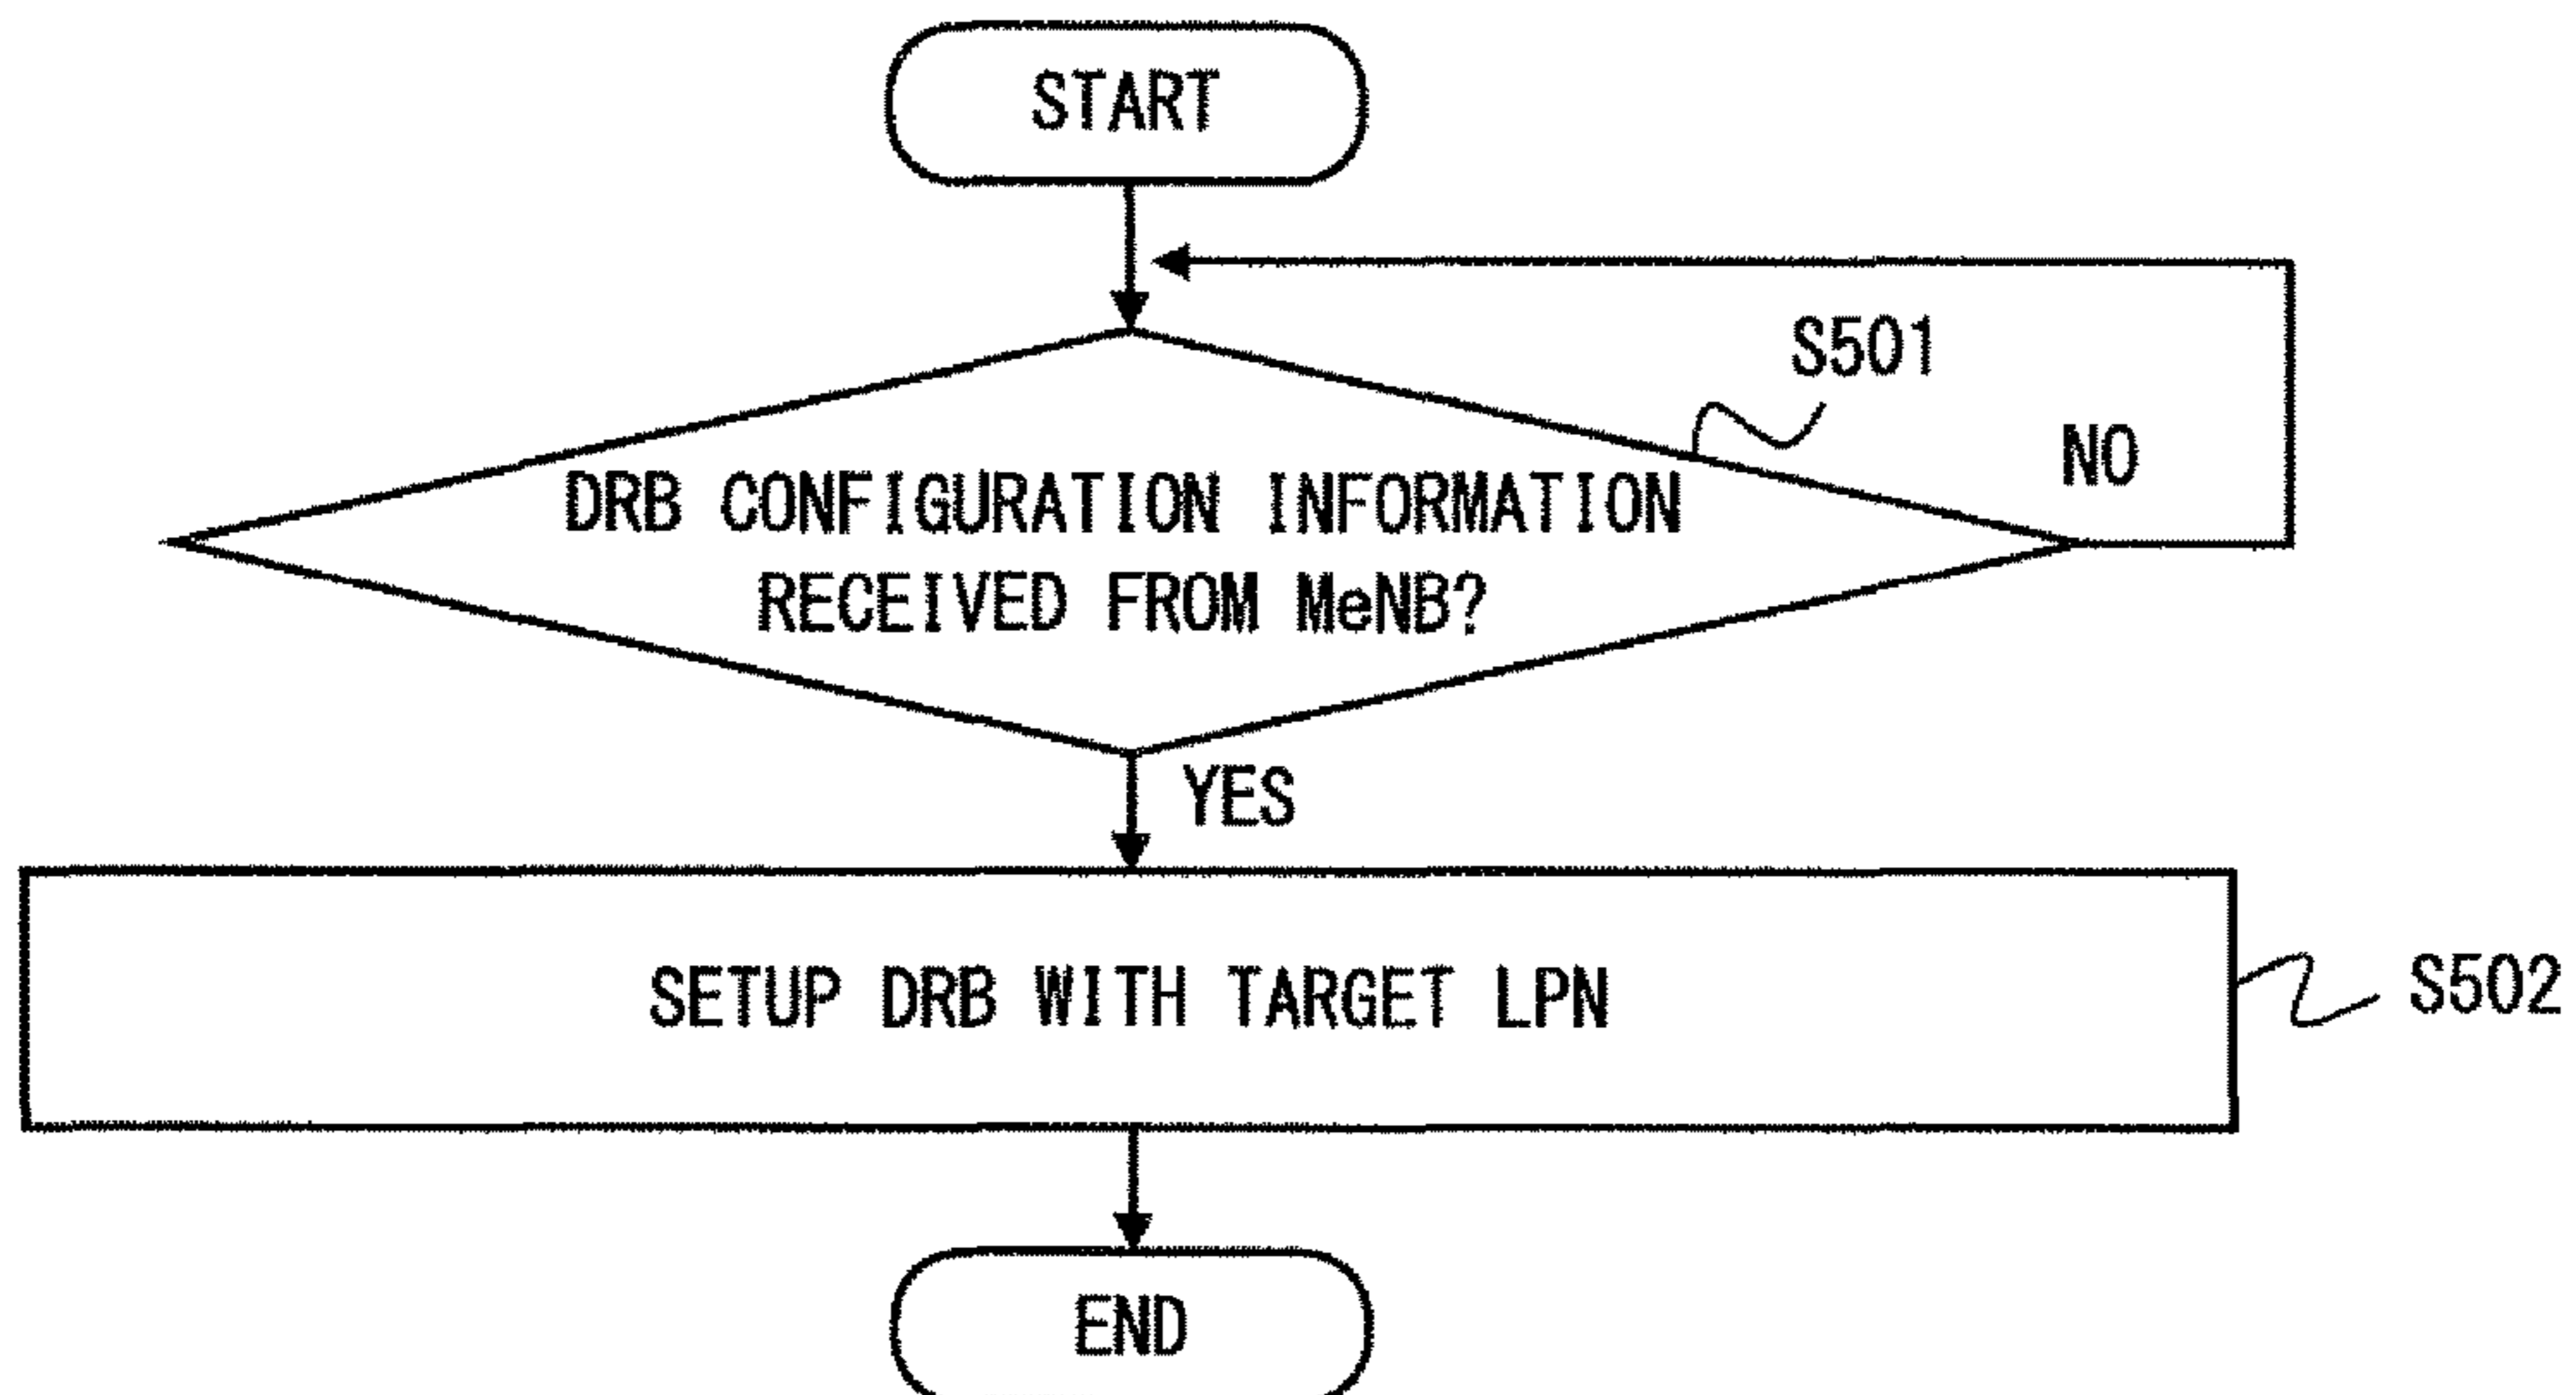 START
S501
NO
DRB CONFIGURATION INFORMATION
RECEIVED FROM MeNB?
YES
SETUP DRB WITH TARGET LPN
S502
END